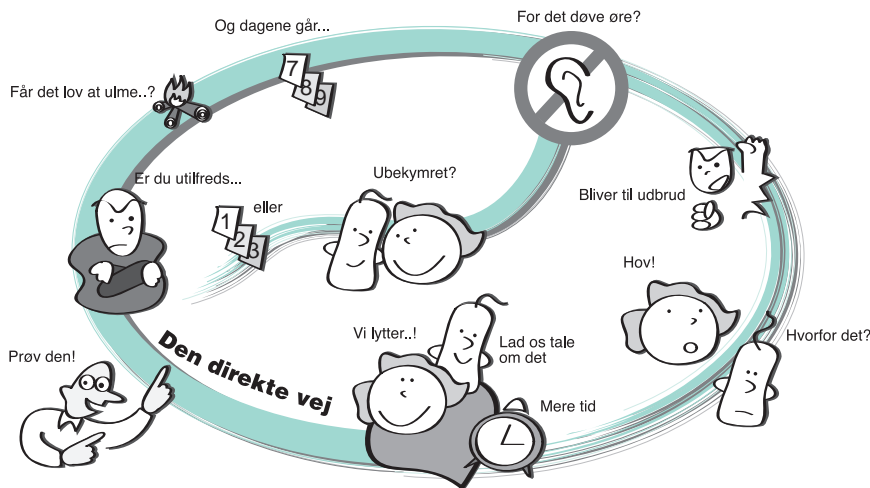 For det døve øre?
Og dagene går...
7
8
9
Får det lov at ulme..?
Er du utilfreds...
Ubekymret?
1
2
3
eller
Bliver til udbrud
Hov!
Hvorfor det?
Vi lytter..!
Lad os tale
om det
Mere tid
Prøv den!
Den direkte vej